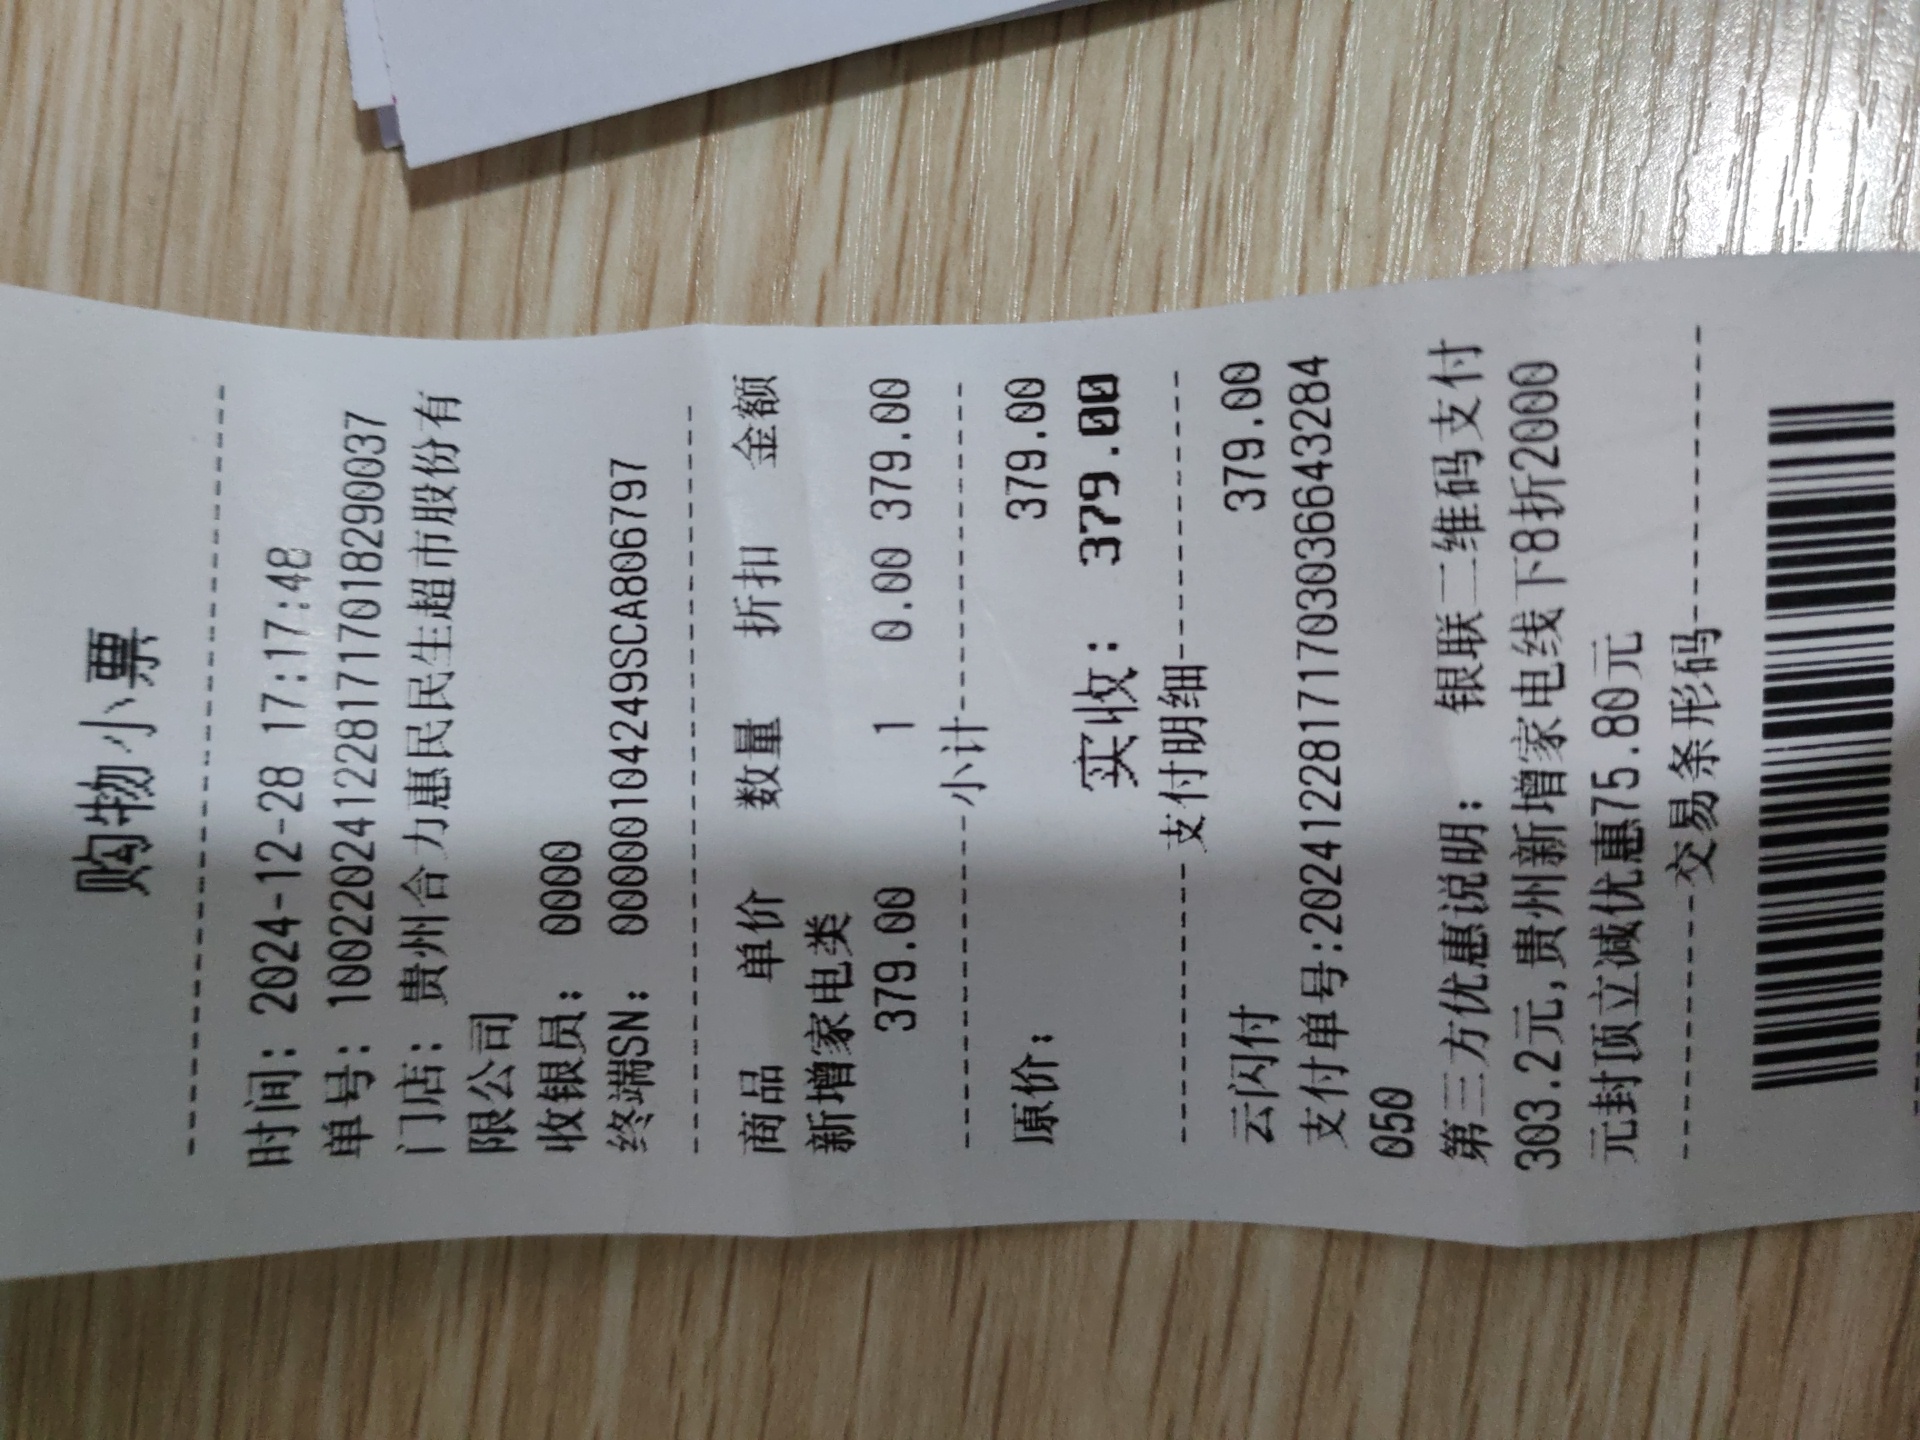 购物小票
时间: 2024-12-28 17:17:48
单号: 100220241228171701829037
门店: 贵州合力惠民民生超市股份有
限公司
收银员: 0000
终端SN: 00000104249SCA806797
商品 单价 数量 折扣 金额
新增家电类
379.00 1 0.00 379.00
小计
原价: 379.00
实收: 379.00
支付明细
云闪付 379.00
支付单号:20241228171703036643284
050
第三方优惠说明: 银联二维码支付
303.2元,贵州新增家电线下8折2000
元封顶立减优惠75.80元
交易条形码